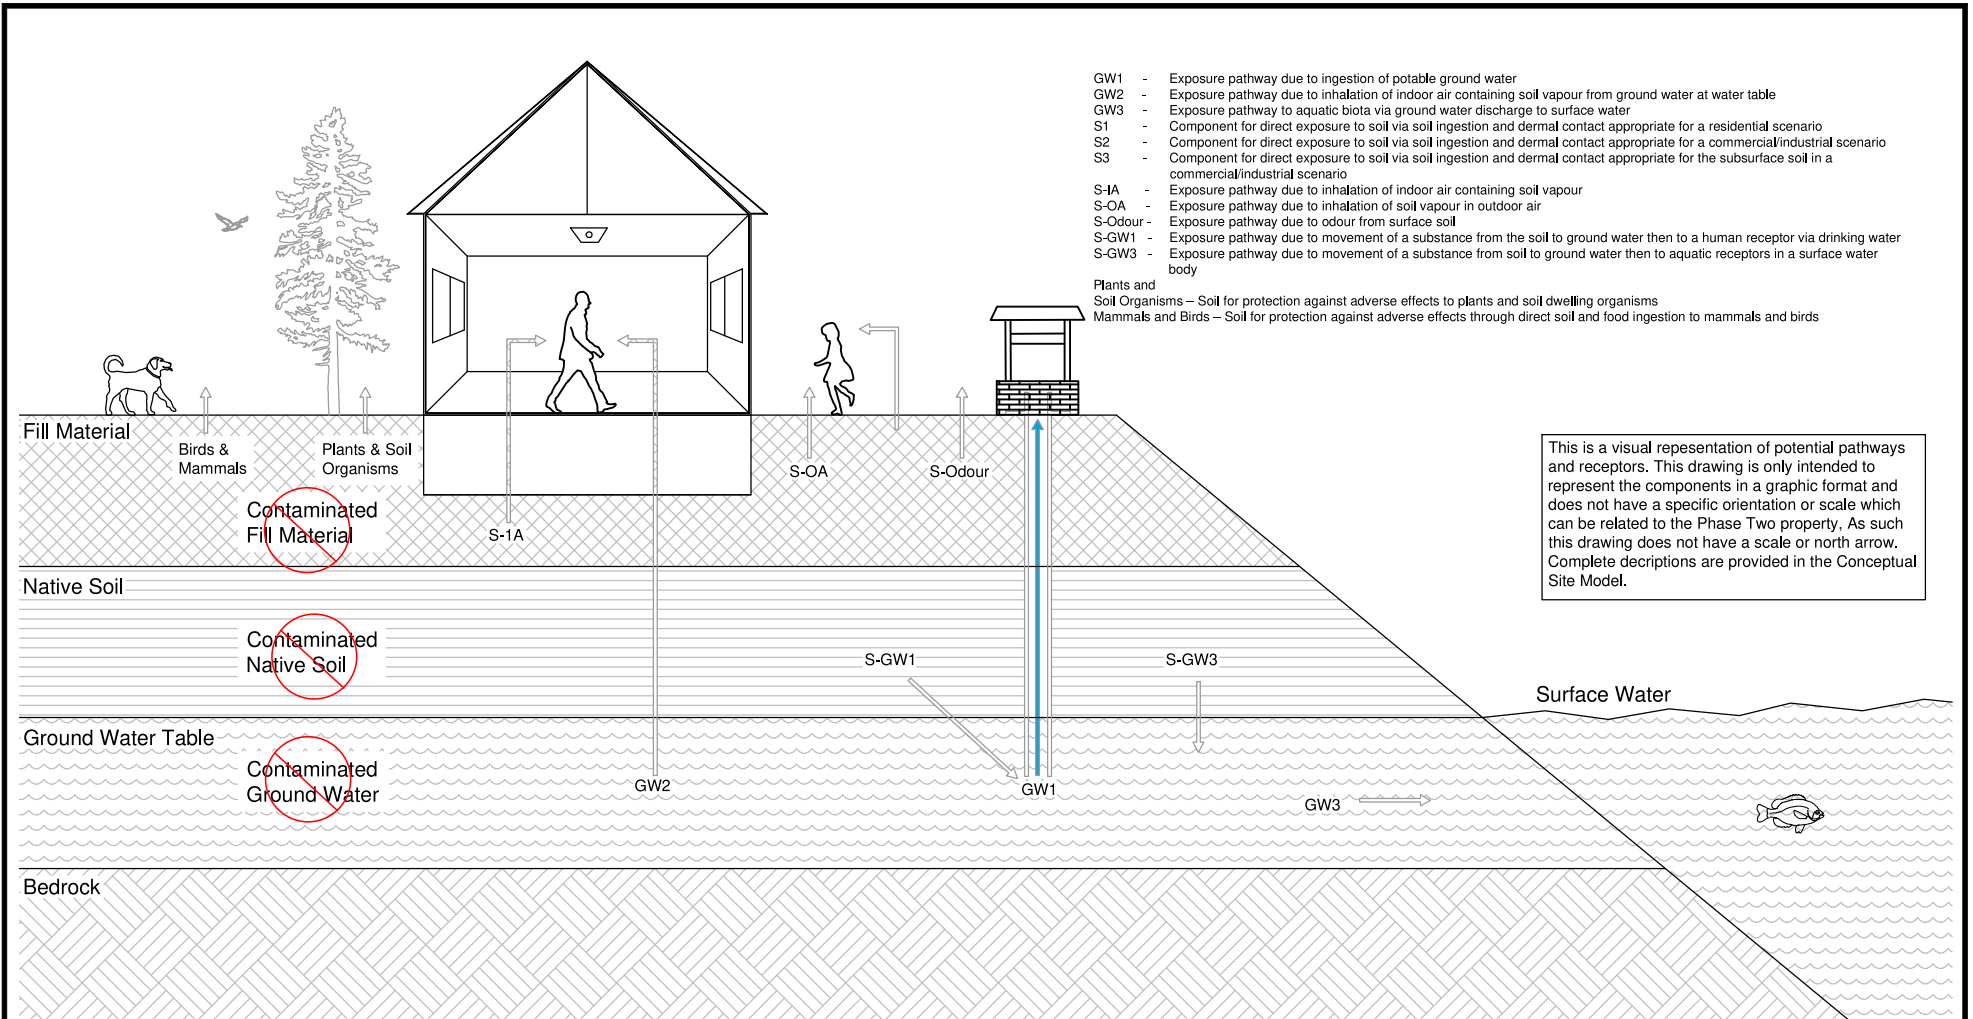 GW1 - Exposure pathway due to ingestion of potable ground water
GW2 - Exposure pathway due to inhalation of indoor air containing soil vapour from ground water at water table
GW3 - Exposure pathway to aquatic biota via ground water discharge to surface water
S1 - Component for direct exposure to soil via soil ingestion and dermal contact appropriate for a residential scenario
S2 - Component for direct exposure to soil via soil ingestion and dermal contact appropriate for a commercial/industrial scenario
S3 - Component for direct exposure to soil via soil ingestion and dermal contact appropriate for the subsurface soil in a
commercial/industrial scenario
S-IA - Exposure pathway due to inhalation of indoor air containing soil vapour
S-OA - Exposure pathway due to inhalation of soil vapour in outdoor air
S-Odour - Exposure pathway due to odour from surface soil
S-GW1 - Exposure pathway due to movement of a substance from the soil to ground water then to a human receptor via drinking water
S-GW3 - Exposure pathway due to movement of a substance from soil to ground water then to aquatic receptors in a surface water
body
Plants and
Soil Organisms – Soil for protection against adverse effects to plants and soil dwelling organisms
Mammals and Birds – Soil for protection against adverse effects through direct soil and food ingestion to mammals and birds
Fill Material
Birds &
Mammals
Plants & Soil
Organisms
S-OA
S-Odour
Contaminated
Fill Material
S-1A
This is a visual repesentation of potential pathways
and receptors. This drawing is only intended to
represent the components in a graphic format and
does not have a specific orientation or scale which
can be related to the Phase Two property, As such
this drawing does not have a scale or north arrow.
Complete decriptions are provided in the Conceptual
Site Model.
Native Soil
Contaminated
Native Soil
S-GW1
S-GW3
Surface Water
Ground Water Table
Contaminated
Ground Water
GW2
GW1
GW3
Bedrock